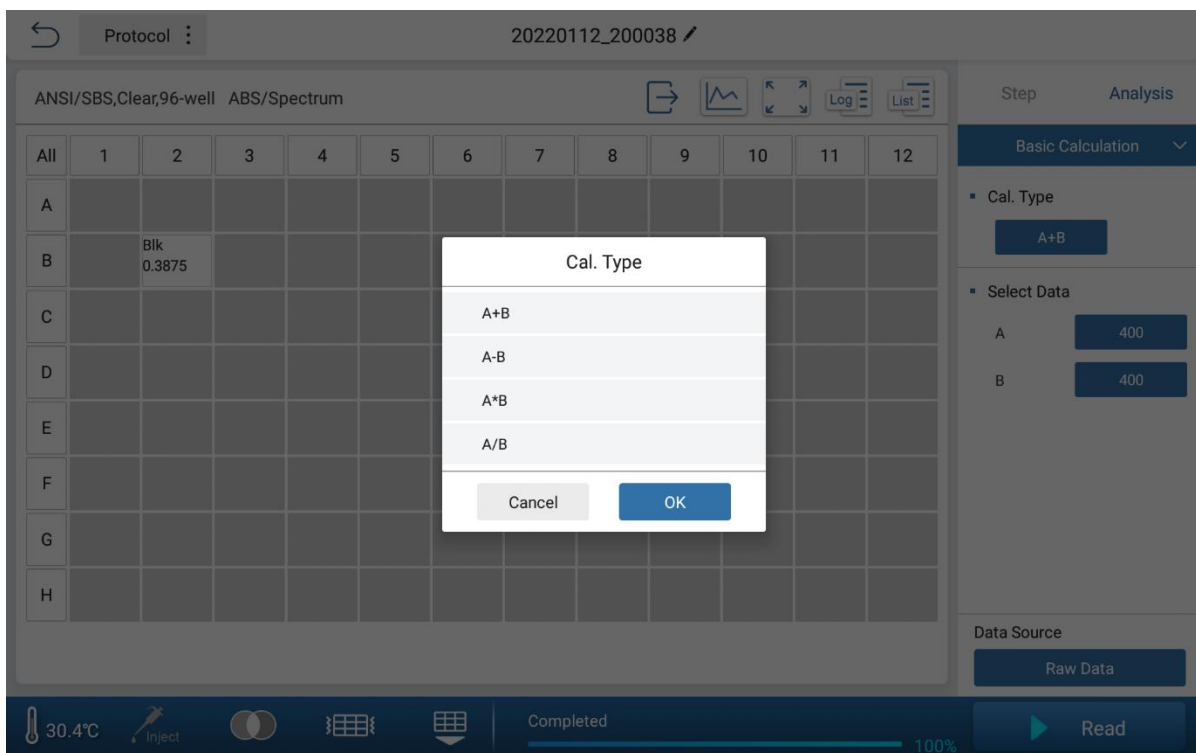 Protocol
20220112_200038
ANSI/SBS,Clear,96-well ABS/Spectrum
Log
List
Step
Analysis
All 1 2 3 4 5 6 7 8 9 10 11 12
A
B
C
D
E
F
G
H
Blk
0.3875
Basic Calculation
Cal. Type
A+B
Select Data
A 400
B 400
Cal. Type
A+B
A-B
A*B
A/B
Cancel
OK
Data Source
Raw Data
30.4℃
Inject
Completed
100%
Read